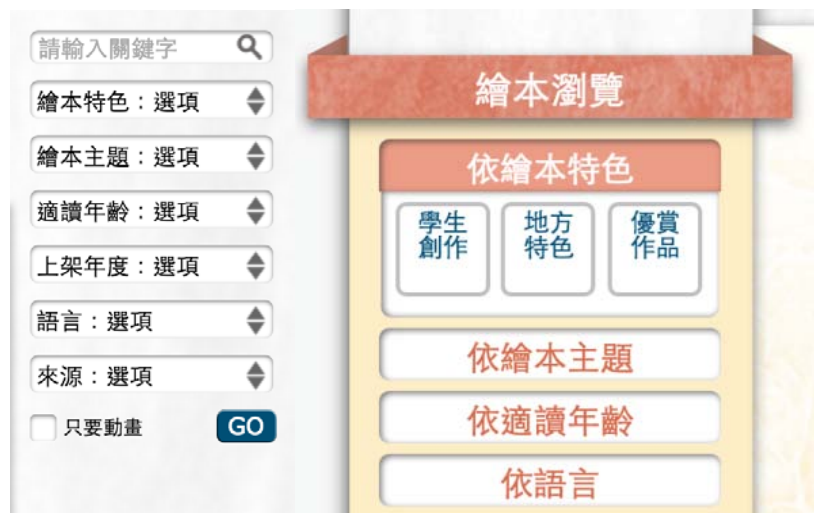 請輸入關鍵字
繪本特色：選項
繪本主題：選項
適讀年齡：選項
上架年度：選項
語言：選項
來源：選項
只要動畫 GO
繪本瀏覽
依繪本特色
學生
創作
地方
特色
優賞
作品
依繪本主題
依適讀年齡
依語言